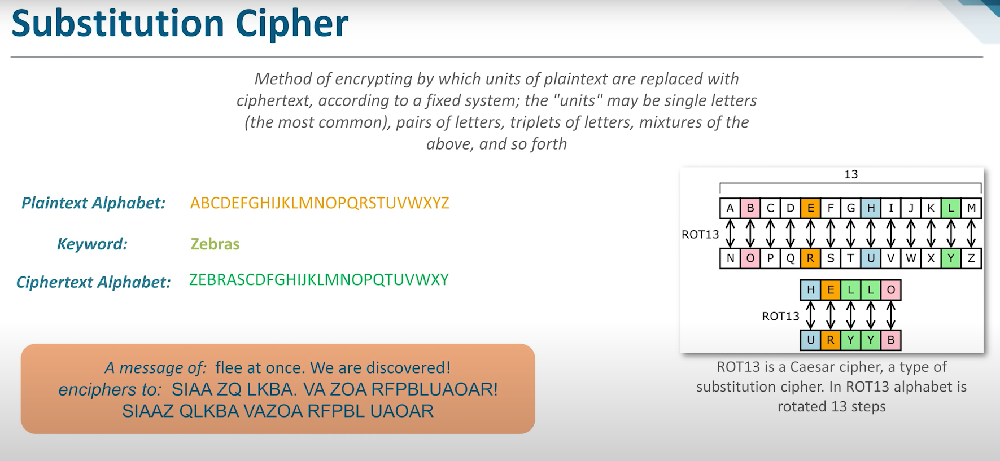 Substitution Cipher
Method of encrypting by which units of plaintext are replaced with
ciphertext, according to a fixed system; the "units" may be single letters
(the most common), pairs of letters, triplets of letters, mixtures of the
above, and so forth
Plaintext Alphabet: ABCDEFGHIJKLMNOPQRSTUVWXYZ
Keyword: Zebras
Ciphertext Alphabet: ZEBRASCDFGHIJKLMNOPQTUVWXY
A message of: flee at once. We are discovered!
enciphers to: SIAA ZQ LKBA. VA ZOA RFPBLUAOAR!
SIAAZ QLKBA VAZOA RFPBL UAOAR
13
A B C D E F G H I J K L M
ROT13
N O P Q R S T U V W X Y Z
H E L L O
ROT13
U R Y Y B
ROT13 is a Caesar cipher, a type of
substitution cipher. In ROT13 alphabet is
rotated 13 steps